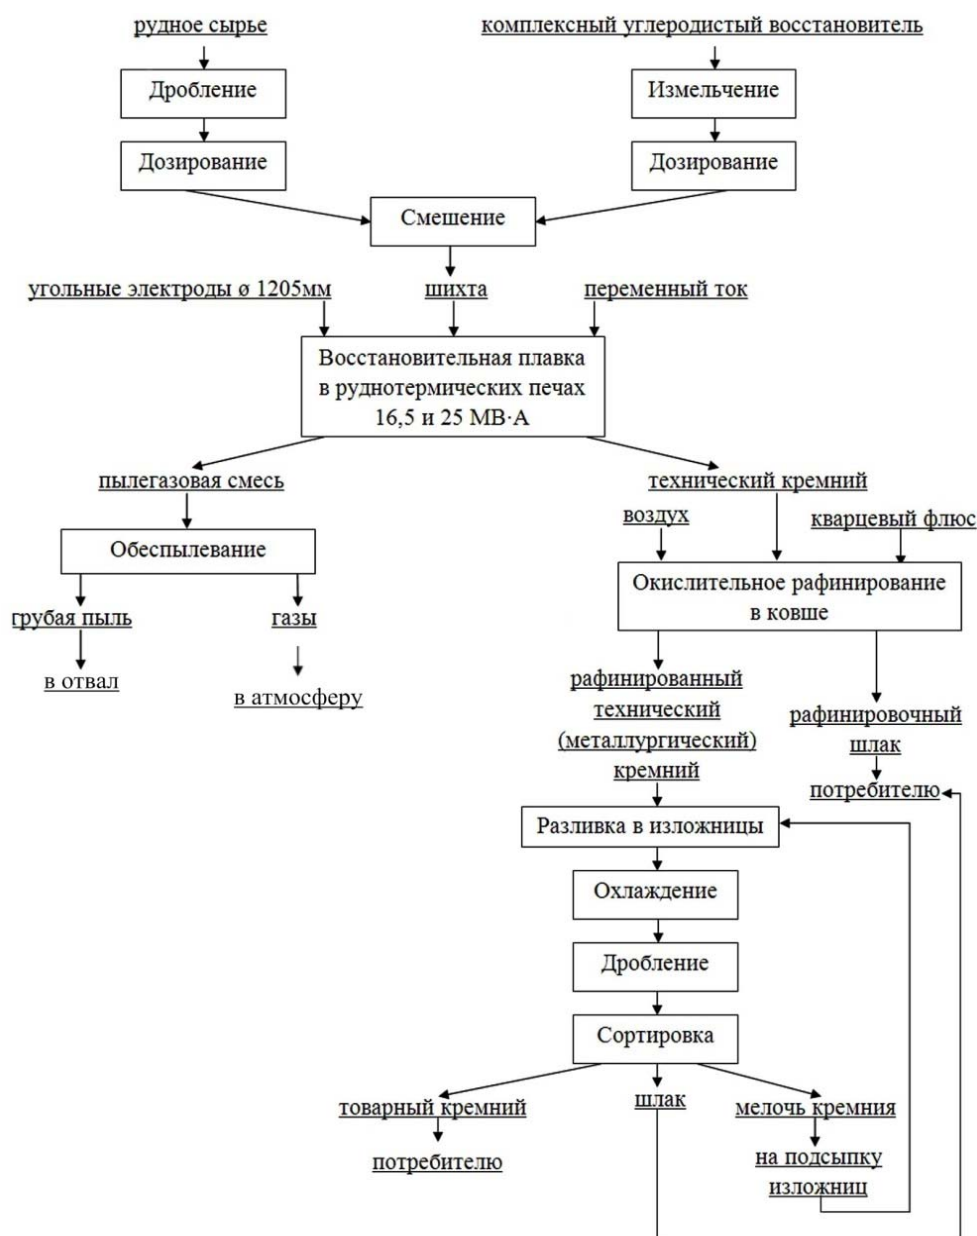 рудное сырье
комплексный углеродистый восстановитель
Дробление
Измельчение
Дозирование
Дозирование
Смешение
угольные электроды ø 1205мм
шихта
переменный ток
Восстановительная плавка
в руднотермических печах
16,5 и 25 МВ·А
пылегазовая смесь
технический кремний
воздух
кварцевый флюс
Обеспылевание
Окислительное рафинирование
в ковше
грубая пыль
газы
в отвал
в атмосферу
рафинированный
технический
(металлургический)
кремний
рафинировочный
шлак
потребителю
Разливка в изложницы
Охлаждение
Дробление
Сортировка
товарный кремний
шлак
мелочь кремния
потребителю
на подсыпку
изложниц